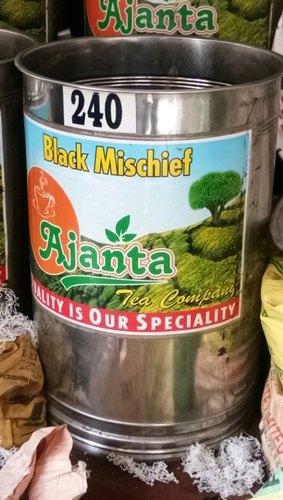 Ajanta
240
Black Mischief
Ajanta
Tea Company
ALITY IS OUR SPECIALITY